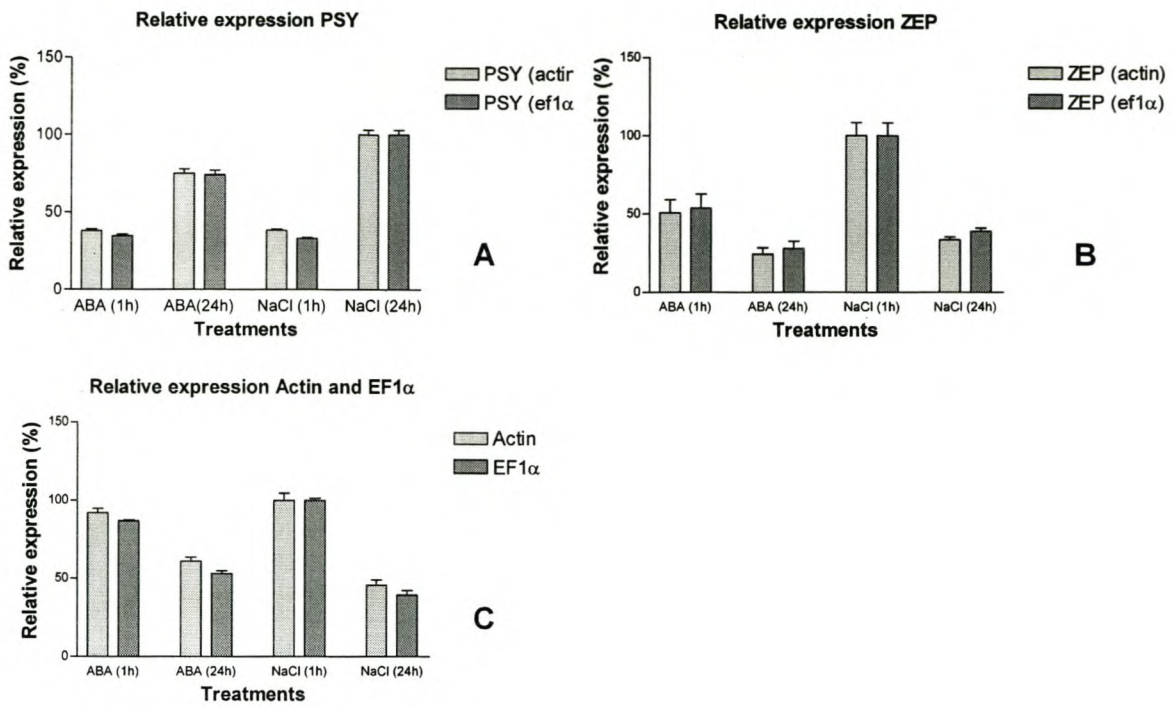 Relative expression PSY
Relative expression (%)
150
100
50
0
ABA (1h) ABA(24h) NaCl (1h) NaCl (24h)
Treatments
PSY (actir
PSY (ef1α
A
Relative expression ZEP
Relative expression (%)
150
100
50
0
ABA (1h) ABA (24h) NaCl (1h) NaCl (24h)
Treatments
ZEP (actin)
ZEP (ef1α)
B
Relative expression Actin and EF1α
Relative expression (%)
150
100
50
0
ABA (1h) ABA (24h) NaCl (1h) NaCl (24h)
Treatments
Actin
EF1α
C